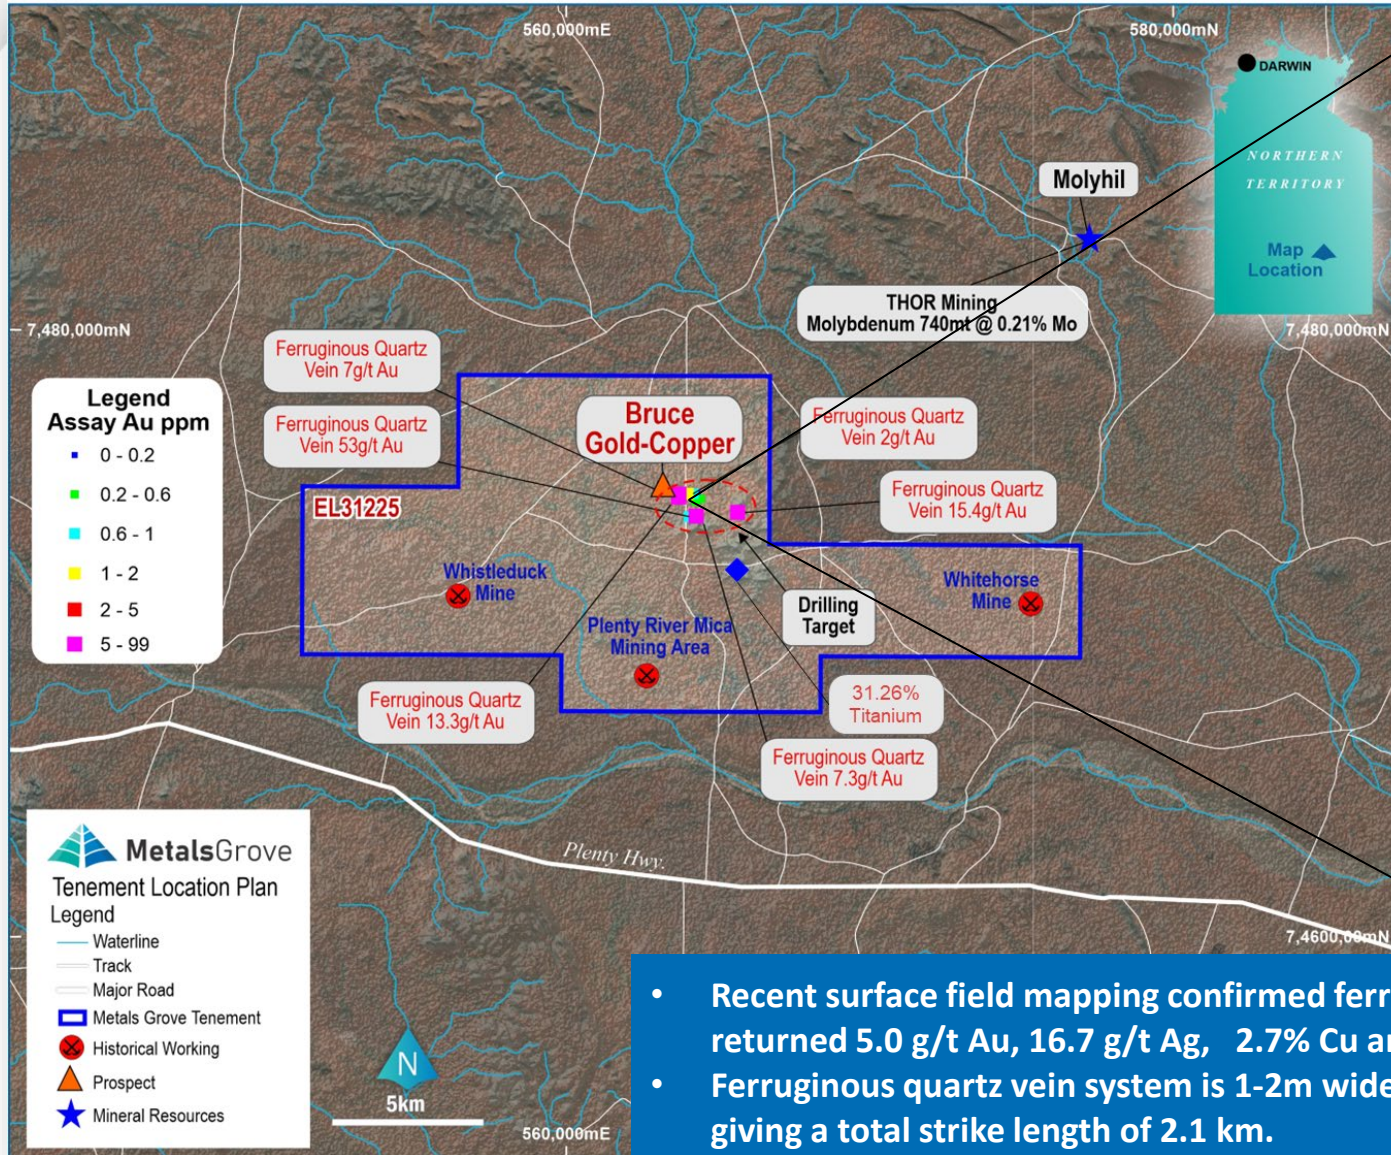 560,000mE
580,000mN
DARWIN
NORTHERN
TERRITORY
Map
Location
Molyhil
THOR Mining
Molybdenum 740mt @ 0.21% Mo
7,480,000mN
7,480,000mN
Ferruginous Quartz
Vein 7g/t Au
Ferruginous Quartz
Vein 53g/t Au
Bruce
Gold-Copper
Ferruginous Quartz
Vein 2g/t Au
Ferruginous Quartz
Vein 15.4g/t Au
Legend
Assay Au ppm
0 - 0.2
0.2 - 0.6
0.6 - 1
1 - 2
2 - 5
5 - 99
EL31225
Whistleduck
Mine
Whitehorse
Mine
Drilling
Target
Plenty River Mica
Mining Area
Ferruginous Quartz
Vein 13.3g/t Au
31.26%
Titanium
Ferruginous Quartz
Vein 7.3g/t Au
Plenty Hwy.
MetalsGrove
Tenement Location Plan
Legend
Waterline
Track
Major Road
Metals Grove Tenement
Historical Working
Prospect
Mineral Resources
N
5km
560,000mE
7,4600,00mN
• Recent surface field mapping confirmed ferr
returned 5.0 g/t Au, 16.7 g/t Ag, 2.7% Cu a
• Ferruginous quartz vein system is 1-2m wide
giving a total strike length of 2.1 km.